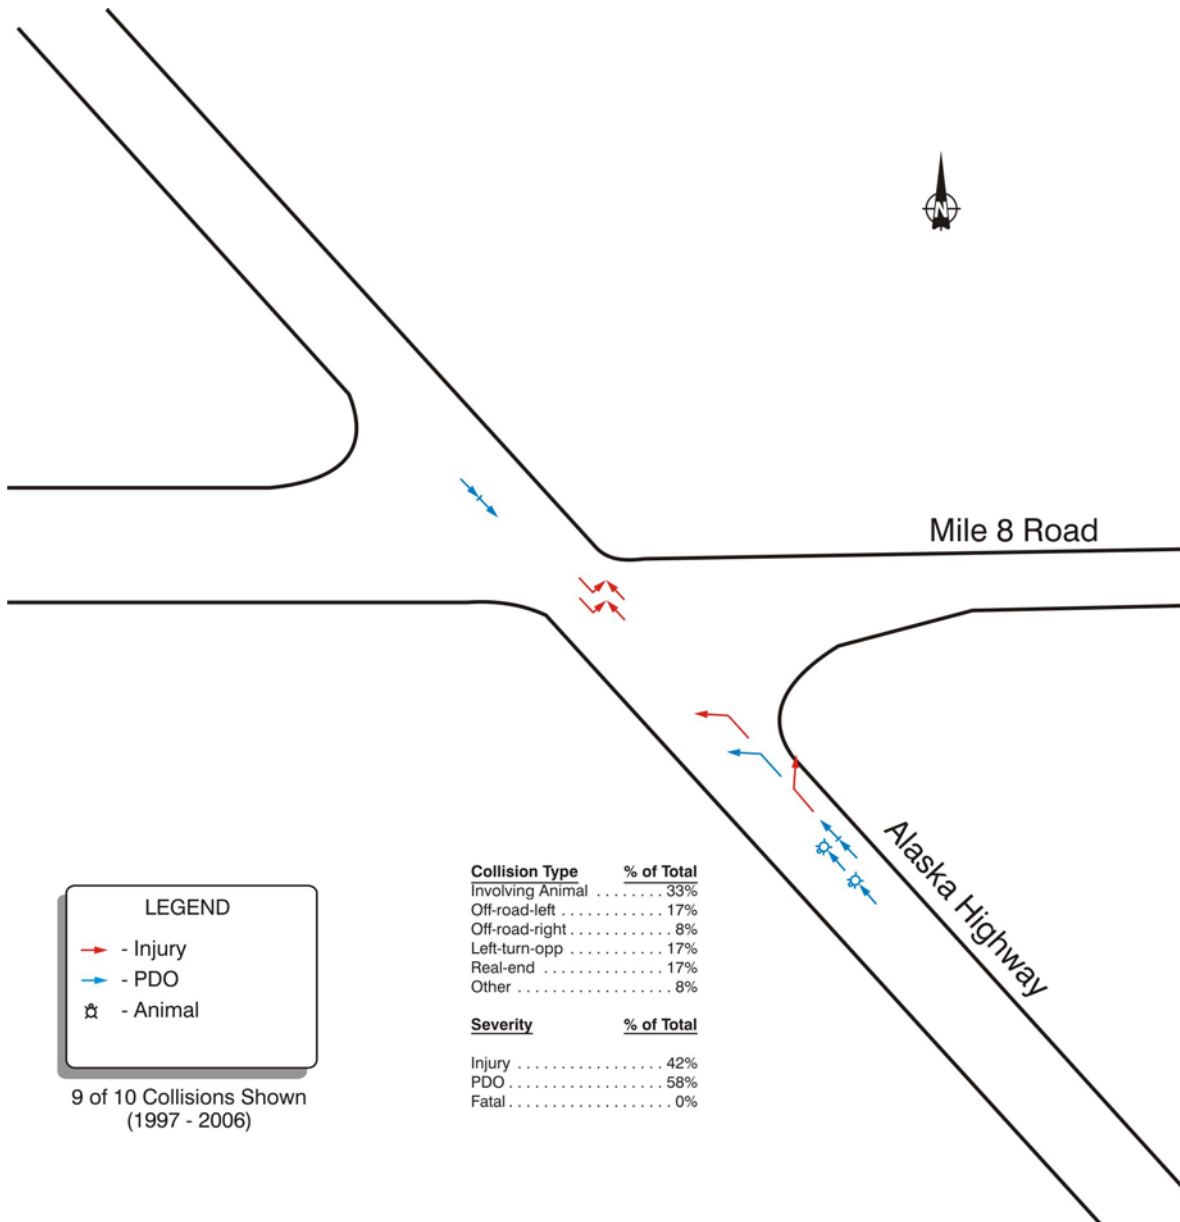 N
Mile 8 Road
Alaska Highway
LEGEND
- Injury
- PDO
- Animal
9 of 10 Collisions Shown
(1997 - 2006)
Collision Type % of Total
Involving Animal . . . . . . . . 33%
Off-road-left . . . . . . . . . . . . 17%
Off-road-right . . . . . . . . . . . 8%
Left-turn-opp . . . . . . . . . . . 17%
Real-end . . . . . . . . . . . . . . 17%
Other . . . . . . . . . . . . . . . . . 8%
Severity % of Total
Injury . . . . . . . . . . . . . . . . . 42%
PDO . . . . . . . . . . . . . . . . . . 58%
Fatal . . . . . . . . . . . . . . . . . . . 0%